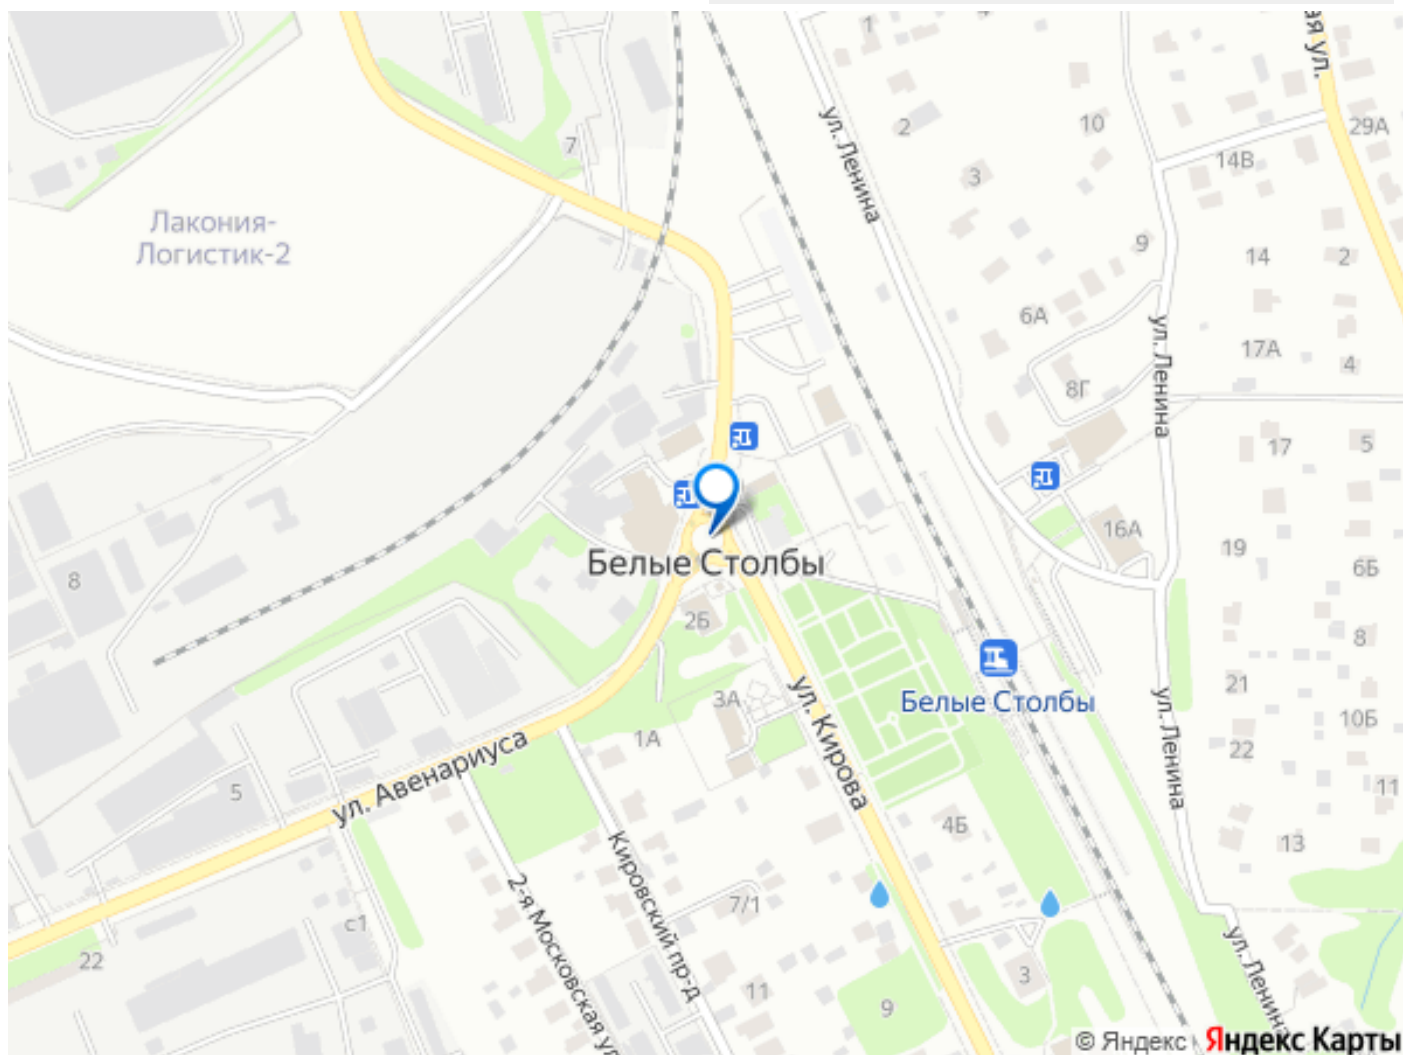 ая ул.
1
7
ул. Ленина
2
10
29А
14В
3
Лакония-
Логистик-2
9
14
2
6А
ул. Ленина
17А
4
8Г
17
5
16А
19
6Б
Белые Столбы
8
2Б
8
21
Белые Столбы
3А
ул. Кирова
10Б
1А
22
ул. Ленина
ул. Авенариуса
5
11
4Б
13
Кировский пр-д
2-я Московская ул
7/1
с1
22
ул. Ленина
3
11
9
© Яндекс
Яндекс Карты